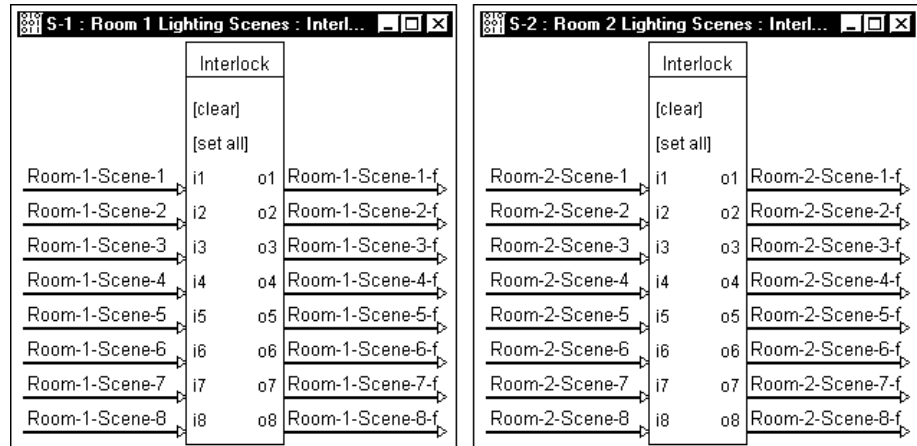 S-1 : Room 1 Lighting Scenes : Interl...
Interlock
[clear]
[set all]
Room-1-Scene-1 i1 o1 Room-1-Scene-1-f
Room-1-Scene-2 i2 o2 Room-1-Scene-2-f
Room-1-Scene-3 i3 o3 Room-1-Scene-3-f
Room-1-Scene-4 i4 o4 Room-1-Scene-4-f
Room-1-Scene-5 i5 o5 Room-1-Scene-5-f
Room-1-Scene-6 i6 o6 Room-1-Scene-6-f
Room-1-Scene-7 i7 o7 Room-1-Scene-7-f
Room-1-Scene-8 i8 o8 Room-1-Scene-8-f
S-2 : Room 2 Lighting Scenes : Interl...
Interlock
[clear]
[set all]
Room-2-Scene-1 i1 o1 Room-2-Scene-1-f
Room-2-Scene-2 i2 o2 Room-2-Scene-2-f
Room-2-Scene-3 i3 o3 Room-2-Scene-3-f
Room-2-Scene-4 i4 o4 Room-2-Scene-4-f
Room-2-Scene-5 i5 o5 Room-2-Scene-5-f
Room-2-Scene-6 i6 o6 Room-2-Scene-6-f
Room-2-Scene-7 i7 o7 Room-2-Scene-7-f
Room-2-Scene-8 i8 o8 Room-2-Scene-8-f